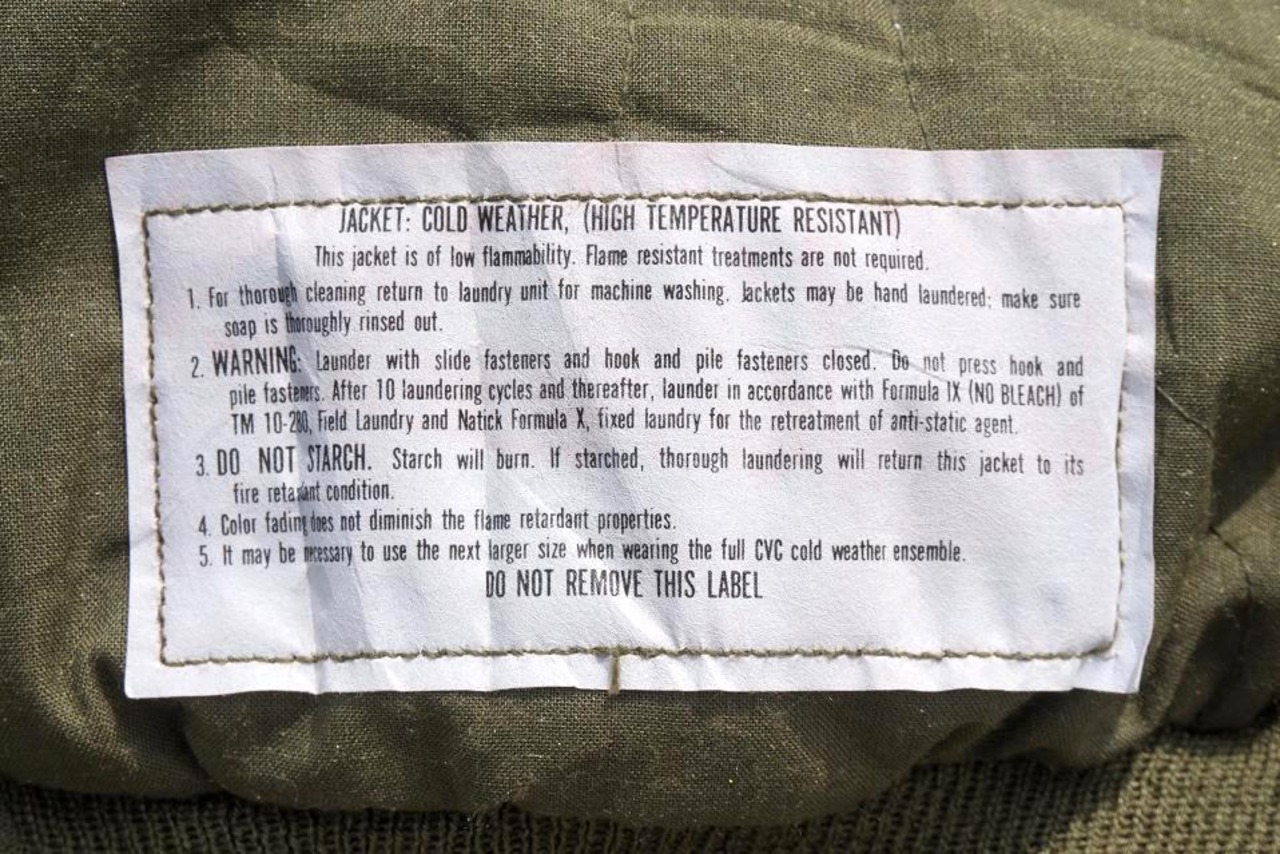 JACKET: COLD WEATHER, (HIGH TEMPERATURE RESISTANT)
This jacket is of low flammability. Flame resistant treatments are not required.
1. For thorough cleaning return to laundry unit for machine washing. Jackets may be hand laundered; make sure
soap is thoroughly rinsed out.
2. WARNING: Launder with slide fasteners and hook and pile fasteners closed. Do not press hook and
pile fasteners. After 10 laundering cycles and thereafter, launder in accordance with Formula IX (NO BLEACH) of
TM 10-280, Field Laundry and Natick Formula X, fixed laundry for the retreatment of anti-static agent.
3. DO NOT STARCH. Starch will burn. If starched, thorough laundering will return this jacket to its
fire retardant condition.
4. Color fading does not diminish the flame retardant properties.
5. It may be necessary to use the next larger size when wearing the full CVC cold weather ensemble.
DO NOT REMOVE THIS LABEL